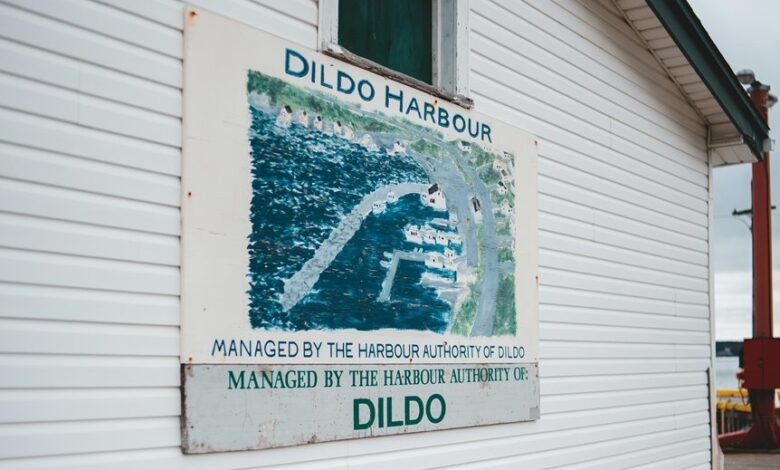 DILDO HARBOUR
MANAGED BY THE HARBOUR AUTHORITY OF DILDO
MANAGED BY THE HARBOUR AUTHORITY OF:
DILDO